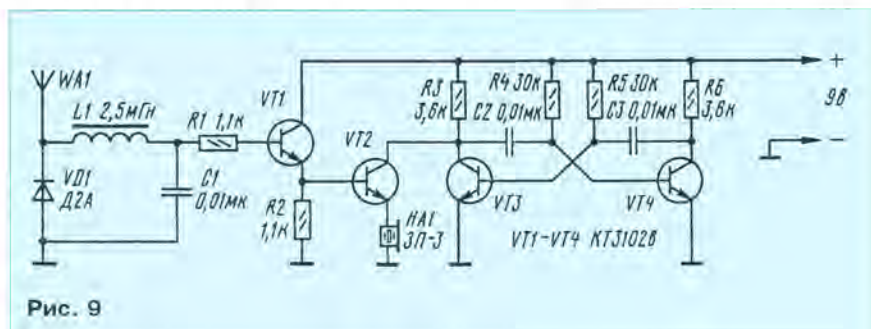 WA1
L1 2,5мГн
R1 1,1к
VT1
VD1
Д2А
C1
0,01мк
R2
1,1к
VT2
HA1
ЗП-3
R3
3,6к
R4 30к
C2 0,01мк
R5 30к
C3 0,01мк
R6
3,6к
+
9В
-
VT3
VT4
VT1-VT4 КТ3102В
Рис. 9